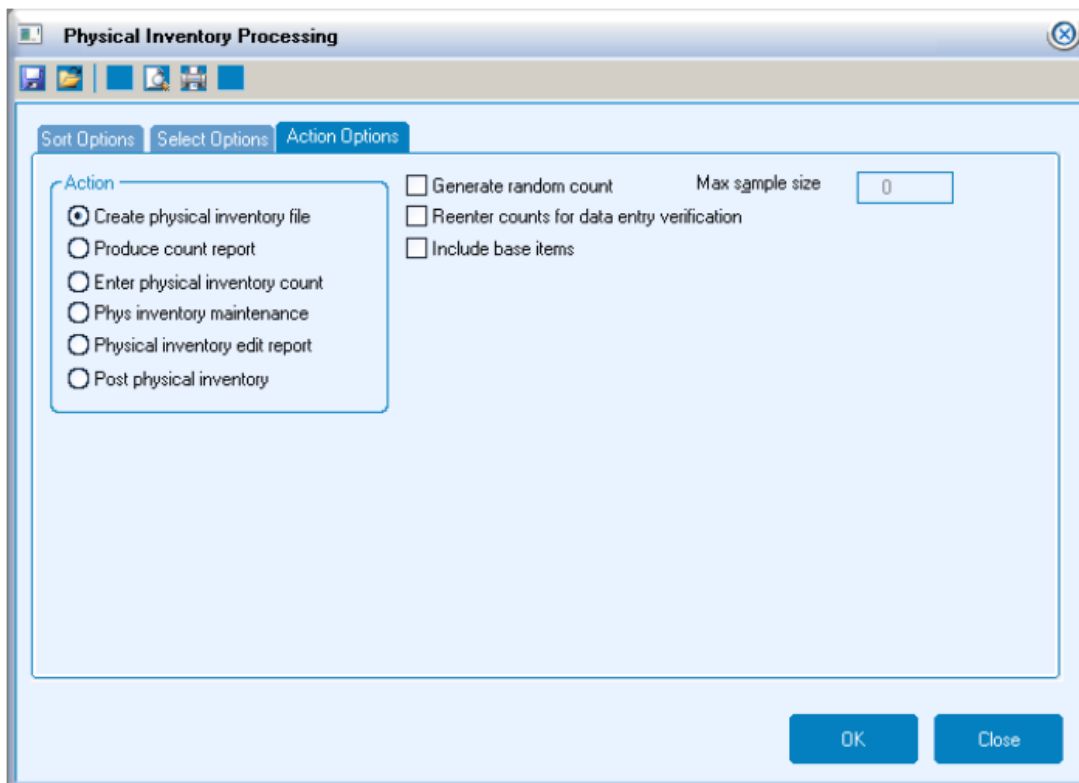 Physical Inventory Processing
Sort Options Select Options Action Options
Action
Create physical inventory file
Produce count report
Enter physical inventory count
Phys inventory maintenance
Physical inventory edit report
Post physical inventory
Generate random count Max sample size 0
Reenter counts for data entry verification
Include base items
OK Close